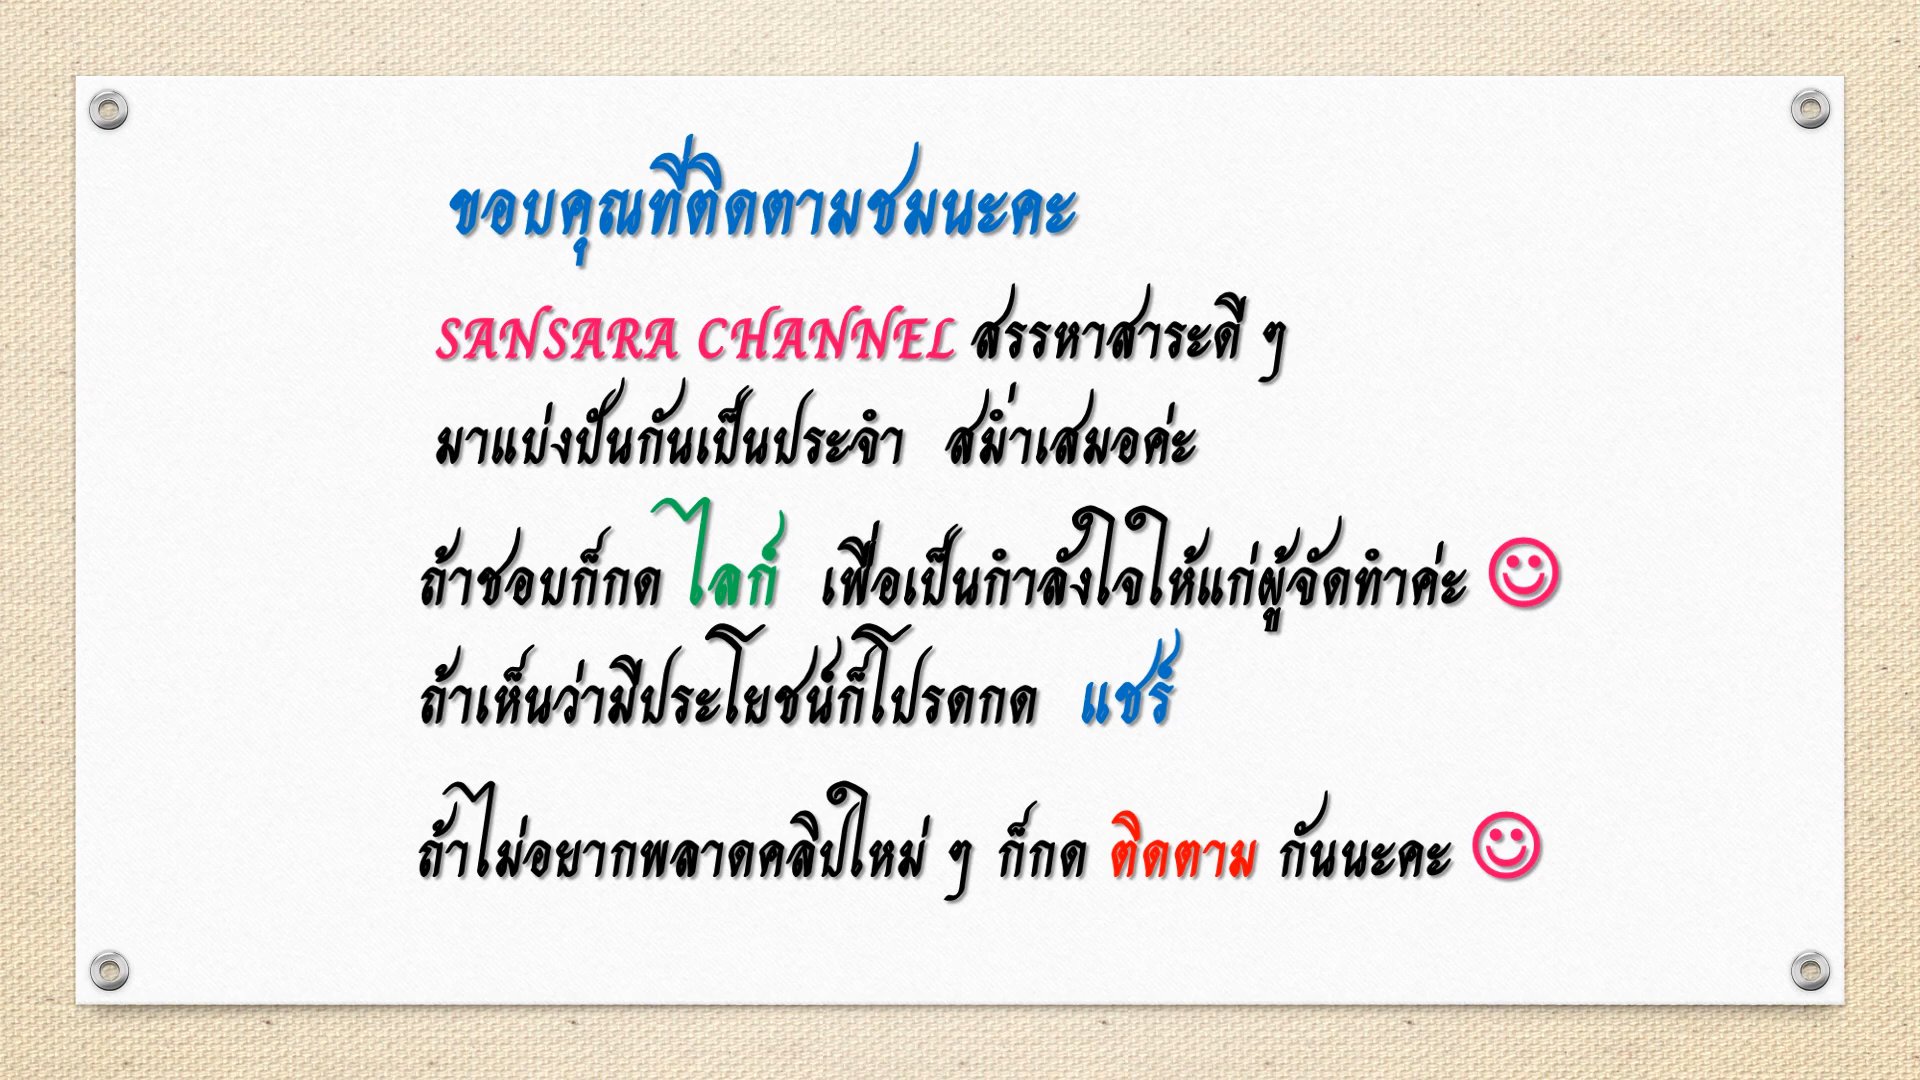 ขอบคุณที่ติดตามชมนะคะ
SANSARA CHANNEL สรรหาสาระดี ๆ
มาแบ่งปันกันเป็นประจำ สม่ำเสมอค่ะ
ถ้าชอบก็กด ไลก์ เพื่อเป็นกำลังใจให้แก่ผู้จัดทำค่ะ ☺
ถ้าเห็นว่ามีประโยชน์ก็โปรดกด แชร์
ถ้าไม่อยากพลาดคลิปใหม่ ๆ ก็กด ติดตาม กันนะคะ ☺